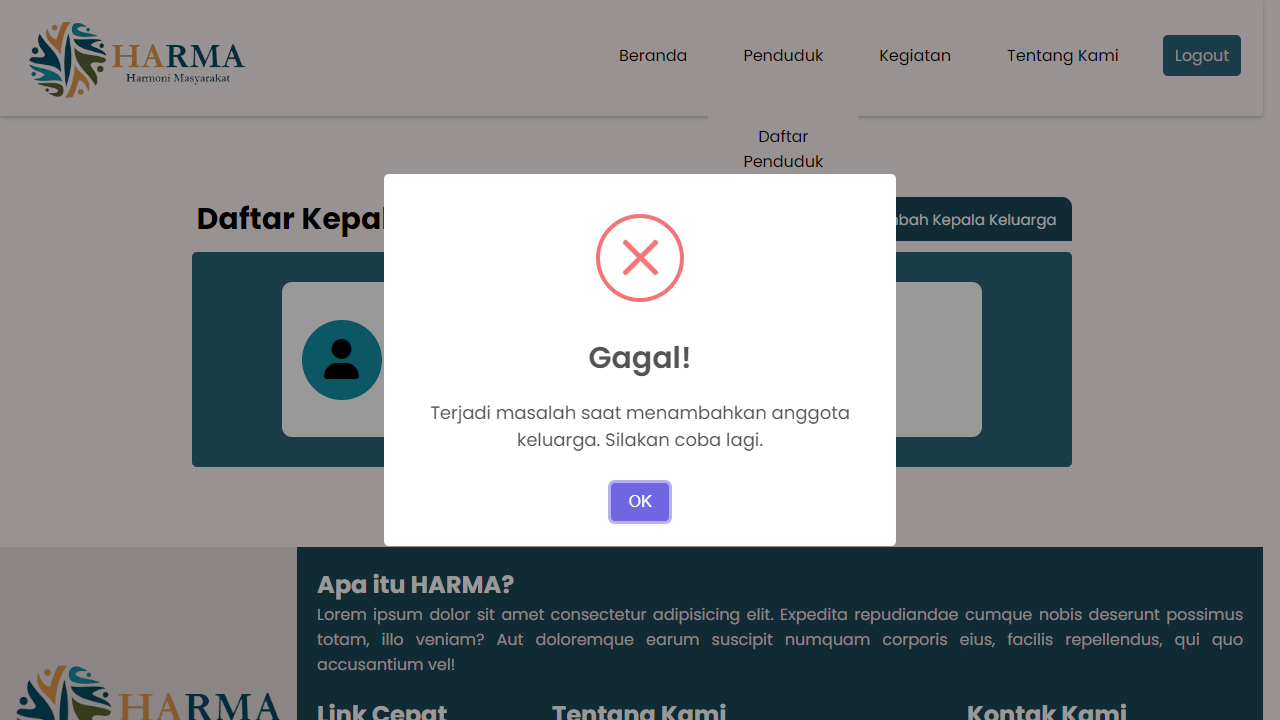 HARMA
Harmoni Masyarakat
Beranda
Penduduk
Kegiatan
Tentang Kami
Logout
Daftar
Penduduk
Daftar Kepal
bah Kepala Keluarga
Gagal!
Terjadi masalah saat menambahkan anggota
keluarga. Silakan coba lagi.
OK
Apa itu HARMA?
Lorem ipsum dolor sit amet consectetur adipisicing elit. Expedita repudiandae cumque nobis deserunt possimus
totam, illo veniam? Aut doloremque earum suscipit numquam corporis eius, facilis repellendus, qui quo
accusantium vel!
HARMA
Link Cepat
Tentang Kami
Kontak Kami